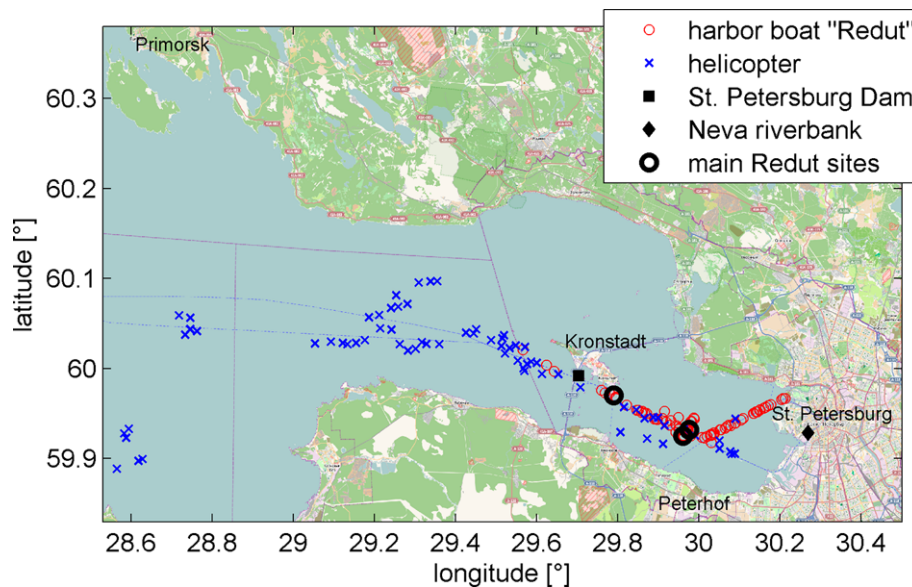 Primorsk
harbor boat "Redut"
helicopter
St. Petersburg Dam
Neva riverbank
main Redut sites
60.3
60.2
60.1
60
59.9
latitude [°]
Kronstadt
St. Petersburg
Peterhof
28.6
28.8
29
29.2
29.4
29.6
29.8
30
30.2
30.4
longitude [°]